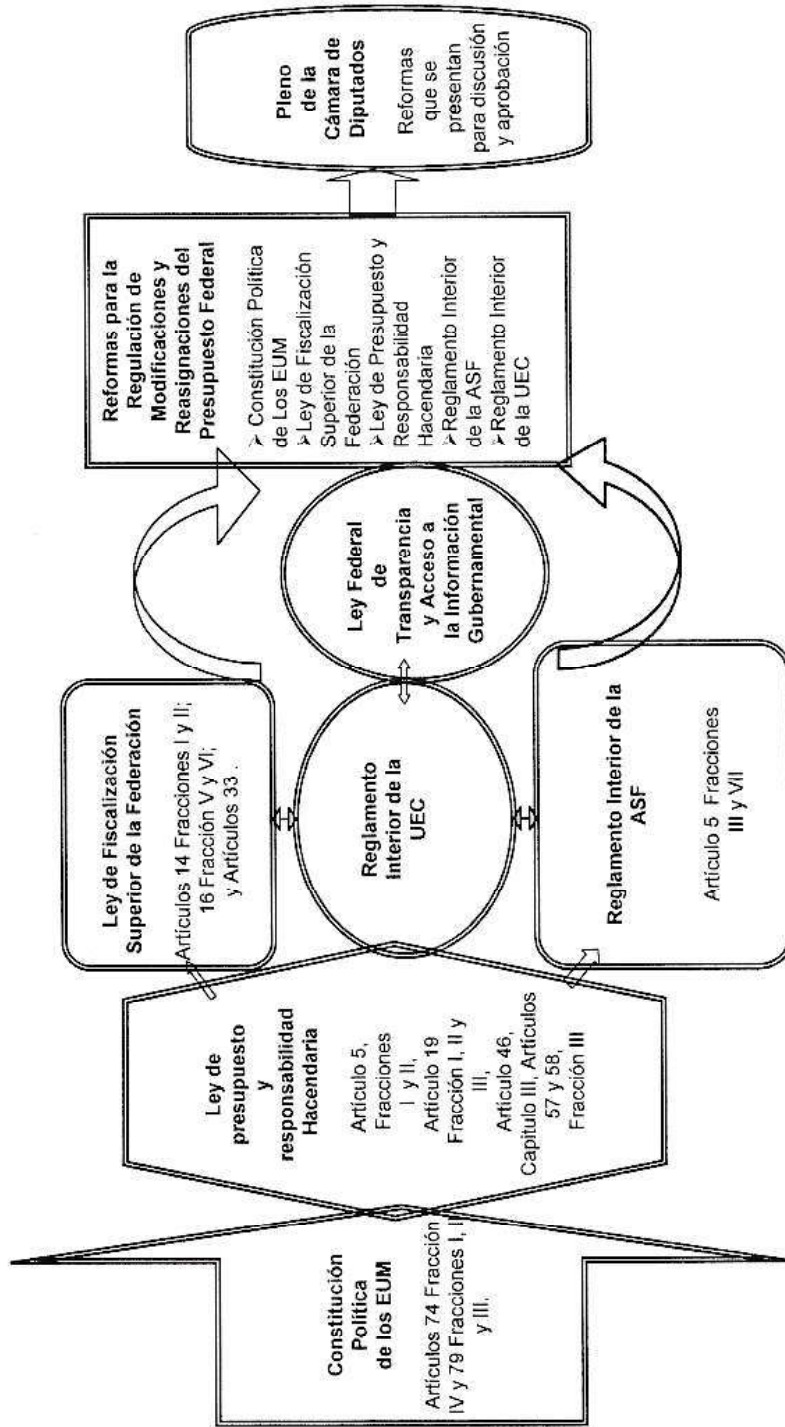 Constitución
Política
de los EUM
Artículos 74 Fracción
IV y 79 Fracciones I, I
y III,
Ley de
presupuesto
y
responsabilidad
Hacendaria
Artículo 5,
Fracciones
I y II,
Artículo 19
Fracción I, II y
III,
Artículo 46,
Capitulo III, Artículos
57 y 58,
Fracción III
Ley de Fiscalización
Superior de la Federación
Artículos 14 Fracciones I y II;
16 Fracción V y VI;
y Artículos 33 .
Reglamento
Interior de la
UEC
Reglamento Interior de la
ASF
Artículo 5 Fracciones
III y VII
Ley Federal
de
Transparencia
y Acceso a
la Información
Gubernamental
Reformas para la
Regulación de
Modificaciones y
Reasignaciones del
Presupuesto Federal
➢ Constitución Política
de Los EUM
➢ Ley de Fiscalización
Superior de la
Federación
➢ Ley de Presupuesto y
Responsabilidad
Hacendaria
➢ Reglamento Interior
de la ASF
➢ Reglamento Interior
de la UEC
Pleno
de la
Cámara de
Diputados
Reformas
que se
presentan
para discusión
y aprobación